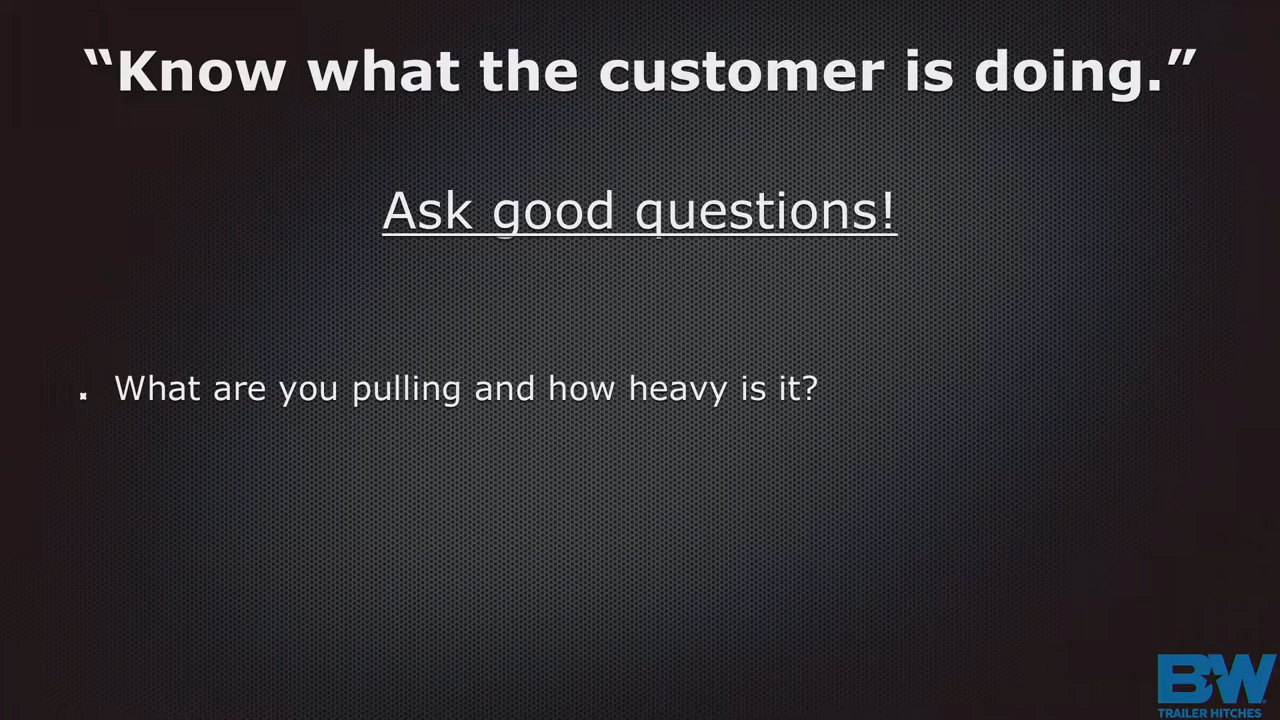 “Know what the customer is doing.”
Ask good questions!
. What are you pulling and how heavy is it?
BW
TRAILER HITCHES